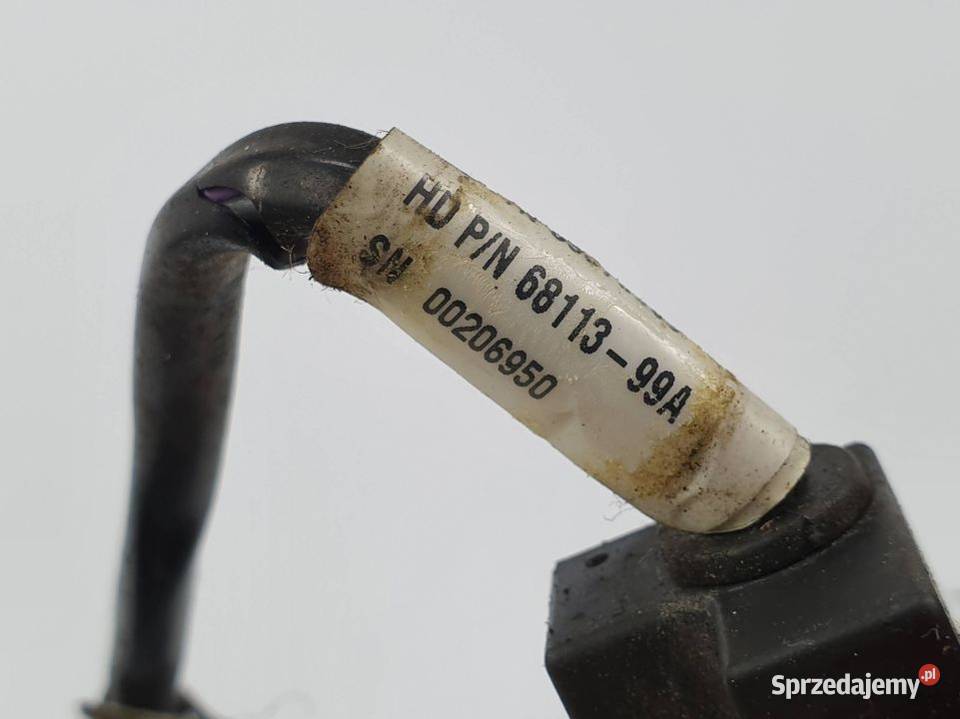 HD P/N 68113-99A
SN 00206950
Sprzedajemy.pl